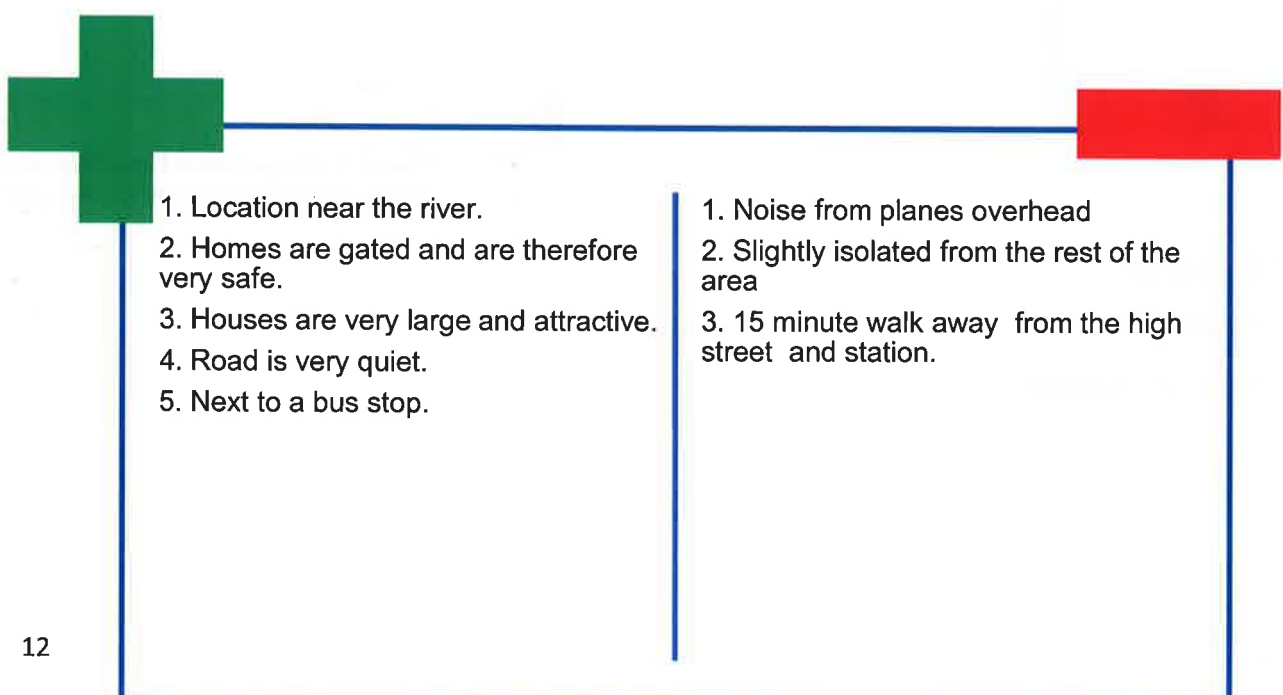 1. Location near the river.
2. Homes are gated and are therefore
very safe.
3. Houses are very large and attractive.
4. Road is very quiet.
5. Next to a bus stop.
1. Noise from planes overhead
2. Slightly isolated from the rest of the
area
3. 15 minute walk away  from the high
street  and station.
12